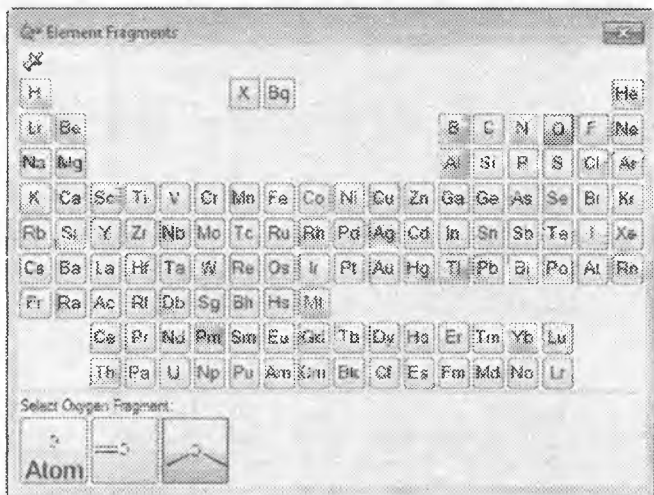 Element Fragments
H X Bq He
Li Be B C N O F Ne
Na Mg Al Si P S Cl Ar
K Ca Sc Ti V Cr Mn Fe Co Ni Cu Zn Ga Ge As Se Br Kr
Rb Sr Y Zr Nb Mo Tc Ru Rh Pd Ag Cd In Sn Sb Te I Xe
Cs Ba La Hf Ta W Re Os Ir Pt Au Hg Tl Pb Bi Po At Rn
Fr Ra Ac Rf Db Sg Bh Hs Mt
Ce Pr Nd Pm Sm Eu Gd Tb Dy Ho Er Tm Yb Lu
Th Pa U Np Pu Am Cm Bk Cf Es Fm Md No Lr
Select Oxygen Fragment:
Atom